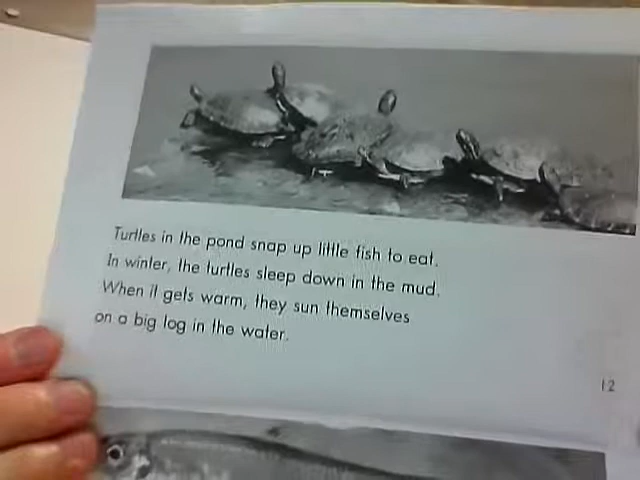 Turtles in the pond snap up little fish to eat.
In winter, the turtles sleep down in the mud.
When it gets warm, they sun themselves
on a big log in the water.
12